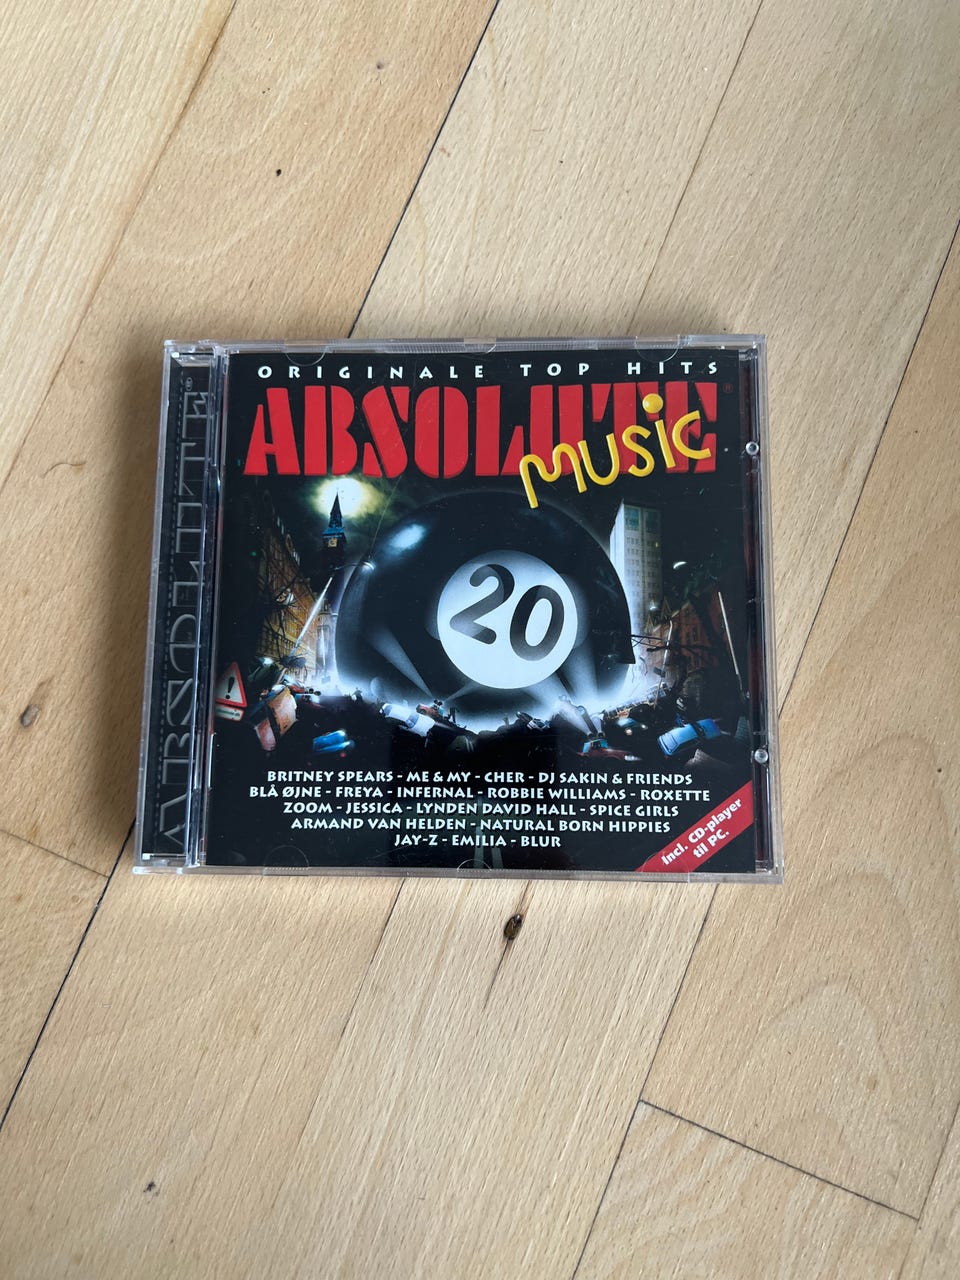 ORIGINALE TOP HITS
ABSOLUTE®
music
20
BRITNEY SPEARS - ME & MY - CHER - DJ SAKIN & FRIENDS
BLÅ ØJNE - FREYA - INFERNAL - ROBBIE WILLIAMS - ROXETTE
ZOOM - JESSICA - LYNDEN DAVID HALL - SPICE GIRLS
ARMAND VAN HELDEN - NATURAL BORN HIPPIES
JAY-Z - EMILIA - BLUR
Incl. CD-player
til PC.
ABSOLUTE